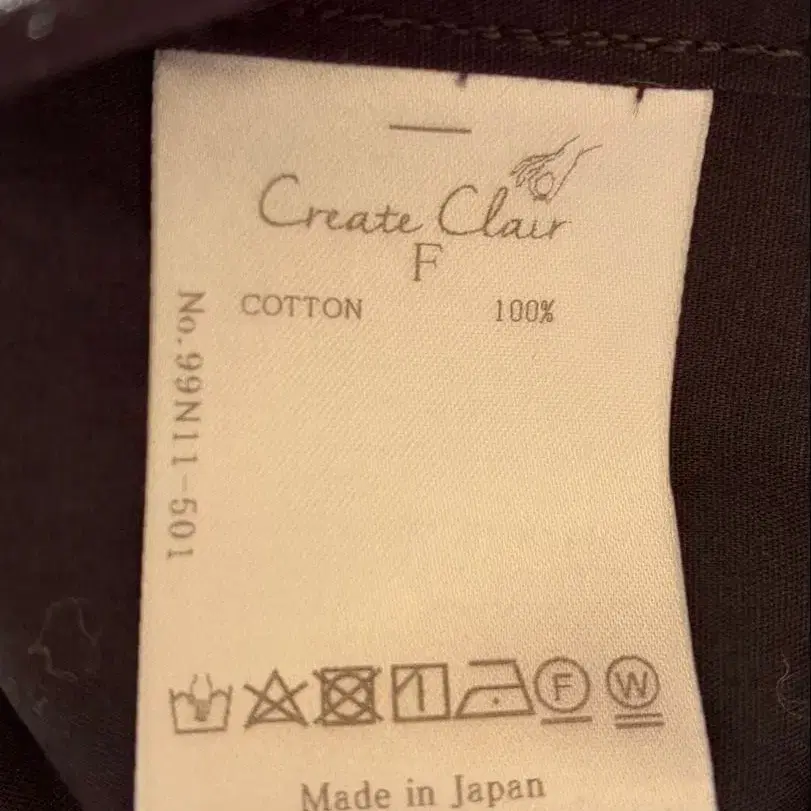 Create Clair
F
COTTON 100%
No.99N11-501
F W
Made in Japan